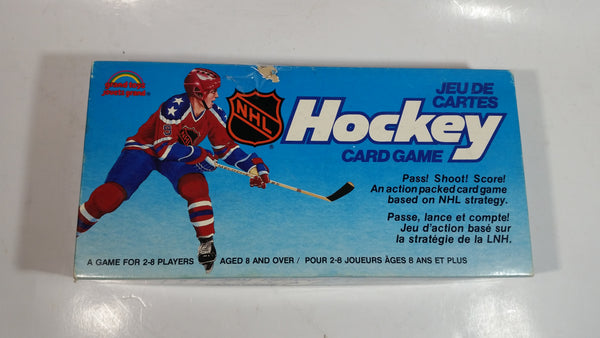 NHL
®
JEU DE
CARTES
Hockey
CARD GAME
Pass! Shoot! Score!
An action packed card game
based on NHL strategy.
Passe, lance et compte!
Jeu d'action basé sur
la stratégie de la LNH.
A GAME FOR 2-8 PLAYERS AGED 8 AND OVER / POUR 2-8 JOUEURS ÂGES 8 ANS ET PLUS